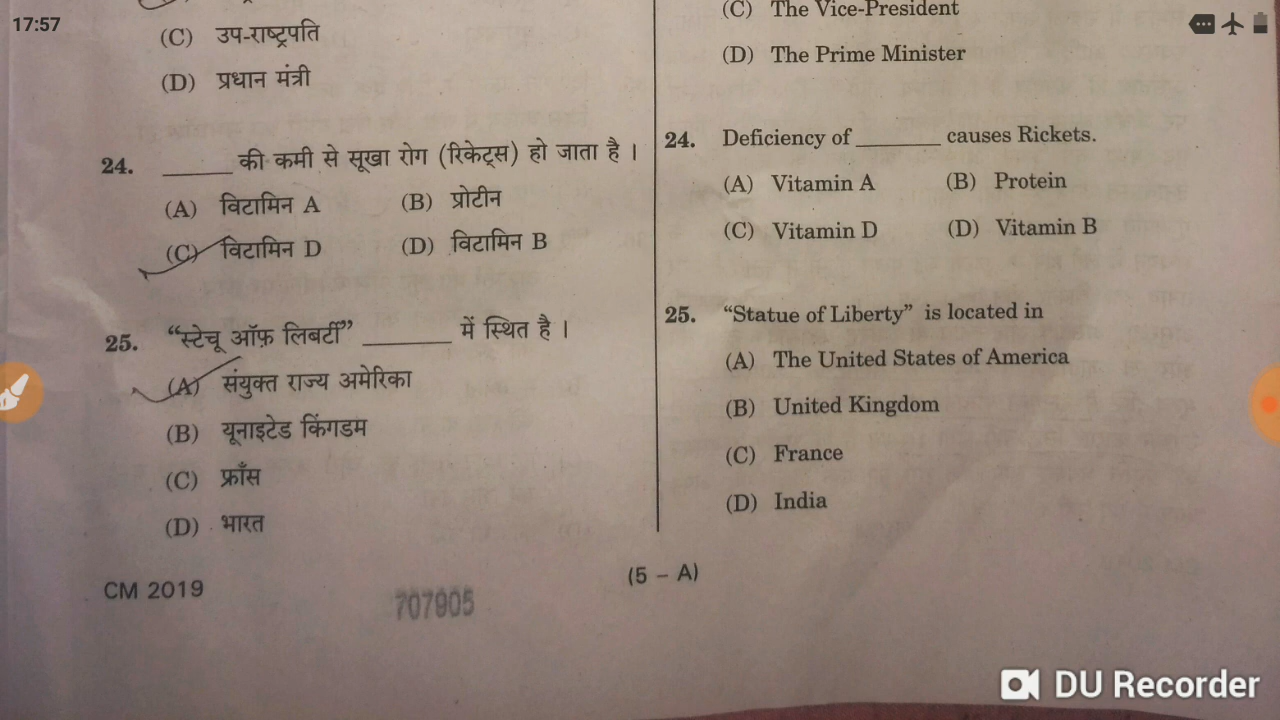 17:57
(C) उप-राष्ट्रपति
(D) प्रधान मंत्री
24. ______ की कमी से सूखा रोग (रिकेट्स) हो जाता है ।
(A) विटामिन A (B) प्रोटीन
(C) विटामिन D (D) विटामिन B
25. “स्टेचू ऑफ़ लिबर्टी” ______ में स्थित है ।
(A) संयुक्त राज्य अमेरिका
(B) यूनाइटेड किंगडम
(C) फ्राँस
(D) भारत
(C) The Vice-President
(D) The Prime Minister
24. Deficiency of ______ causes Rickets.
(A) Vitamin A (B) Protein
(C) Vitamin D (D) Vitamin B
25. “Statue of Liberty” is located in
(A) The United States of America
(B) United Kingdom
(C) France
(D) India
CM 2019
(5 – A)
707905
DU Recorder